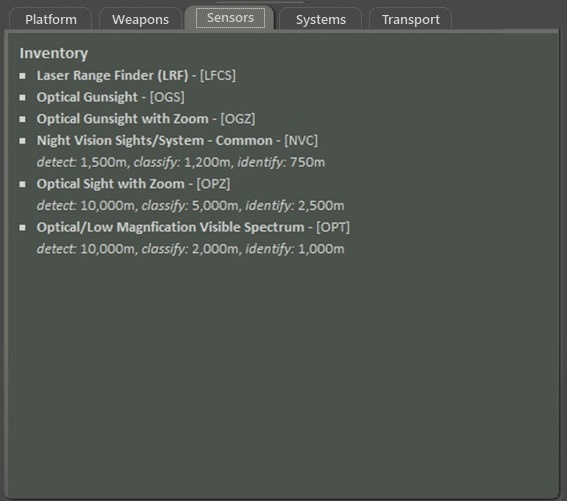 Platform Weapons Sensors Systems Transport
Inventory
Laser Range Finder (LRF) - [LFCS]
Optical Gunsight - [OGS]
Optical Gunsight with Zoom - [OGZ]
Night Vision Sights/System - Common - [NVC]
detect: 1,500m, classify: 1,200m, identify: 750m
Optical Sight with Zoom - [OPZ]
detect: 10,000m, classify: 5,000m, identify: 2,500m
Optical/Low Magnfication Visible Spectrum - [OPT]
detect: 10,000m, classify: 2,000m, identify: 1,000m